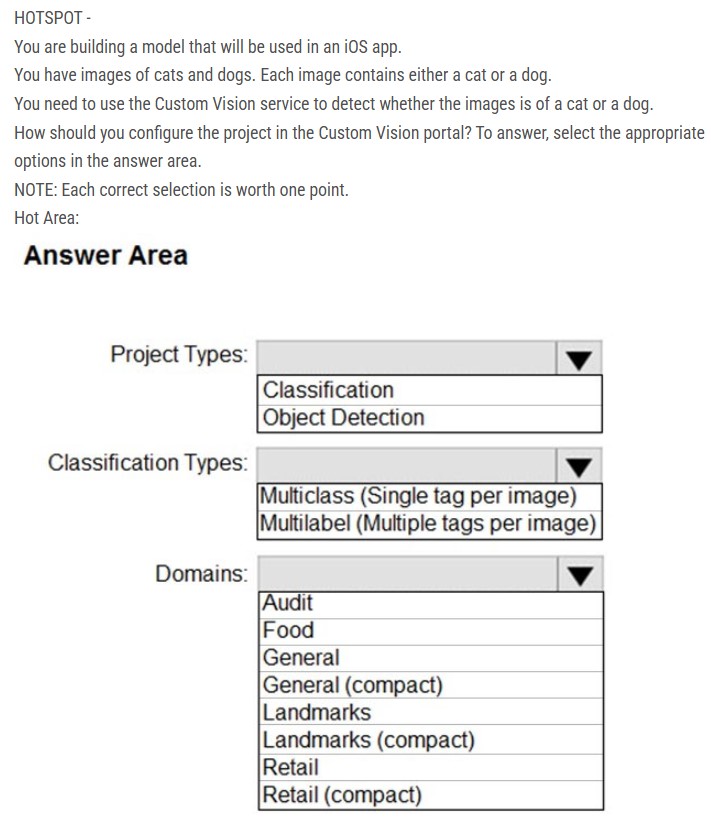 HOTSPOT -
You are building a model that will be used in an iOS app.
You have images of cats and dogs. Each image contains either a cat or a dog.
You need to use the Custom Vision service to detect whether the images is of a cat or a dog.
How should you configure the project in the Custom Vision portal? To answer, select the appropriate
options in the answer area.
NOTE: Each correct selection is worth one point.
Hot Area:
Answer Area
Project Types:
Classification
Object Detection
Classification Types:
Multiclass (Single tag per image)
Multilabel (Multiple tags per image)
Domains:
Audit
Food
General
General (compact)
Landmarks
Landmarks (compact)
Retail
Retail (compact)